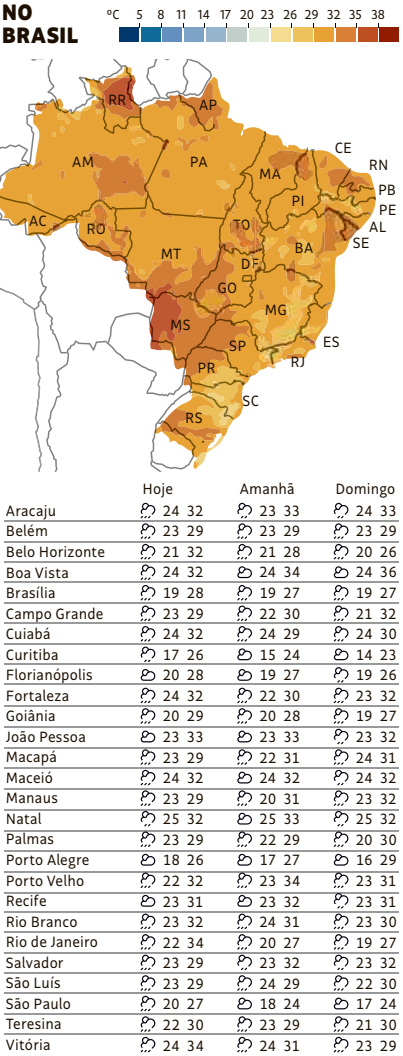 NO
BRASIL
°C 5 8 11 14 17 20 23 26 29 32 35 38
RR
AP
AM
PA
MA
CE
RN
PB
PE
AL
SE
PI
AC
RO
TO
BA
MT
DF
GO
MG
MS
ES
SP
RJ
PR
SC
RS
Hoje Amanhã Domingo
Aracaju 24 32 23 33 24 33
Belém 23 29 23 29 23 29
Belo Horizonte 21 32 21 28 20 26
Boa Vista 24 32 24 34 24 36
Brasília 19 28 19 27 19 27
Campo Grande 23 29 22 30 21 32
Cuiabá 24 32 24 29 24 30
Curitiba 17 26 15 24 14 23
Florianópolis 20 28 19 27 19 26
Fortaleza 24 32 22 30 23 32
Goiânia 20 29 20 28 19 27
João Pessoa 23 33 23 33 23 32
Macapá 23 29 22 31 24 31
Maceió 24 32 24 32 24 32
Manaus 23 29 20 31 23 32
Natal 25 32 25 33 25 32
Palmas 23 29 22 29 20 30
Porto Alegre 18 26 17 27 16 29
Porto Velho 22 32 23 34 23 31
Recife 23 31 23 32 23 31
Rio Branco 23 32 24 31 23 30
Rio de Janeiro 22 34 20 27 19 27
Salvador 23 29 23 32 23 32
São Luís 23 29 24 29 22 30
São Paulo 20 27 18 24 17 24
Teresina 22 30 23 29 21 30
Vitória 24 34 24 31 23 29